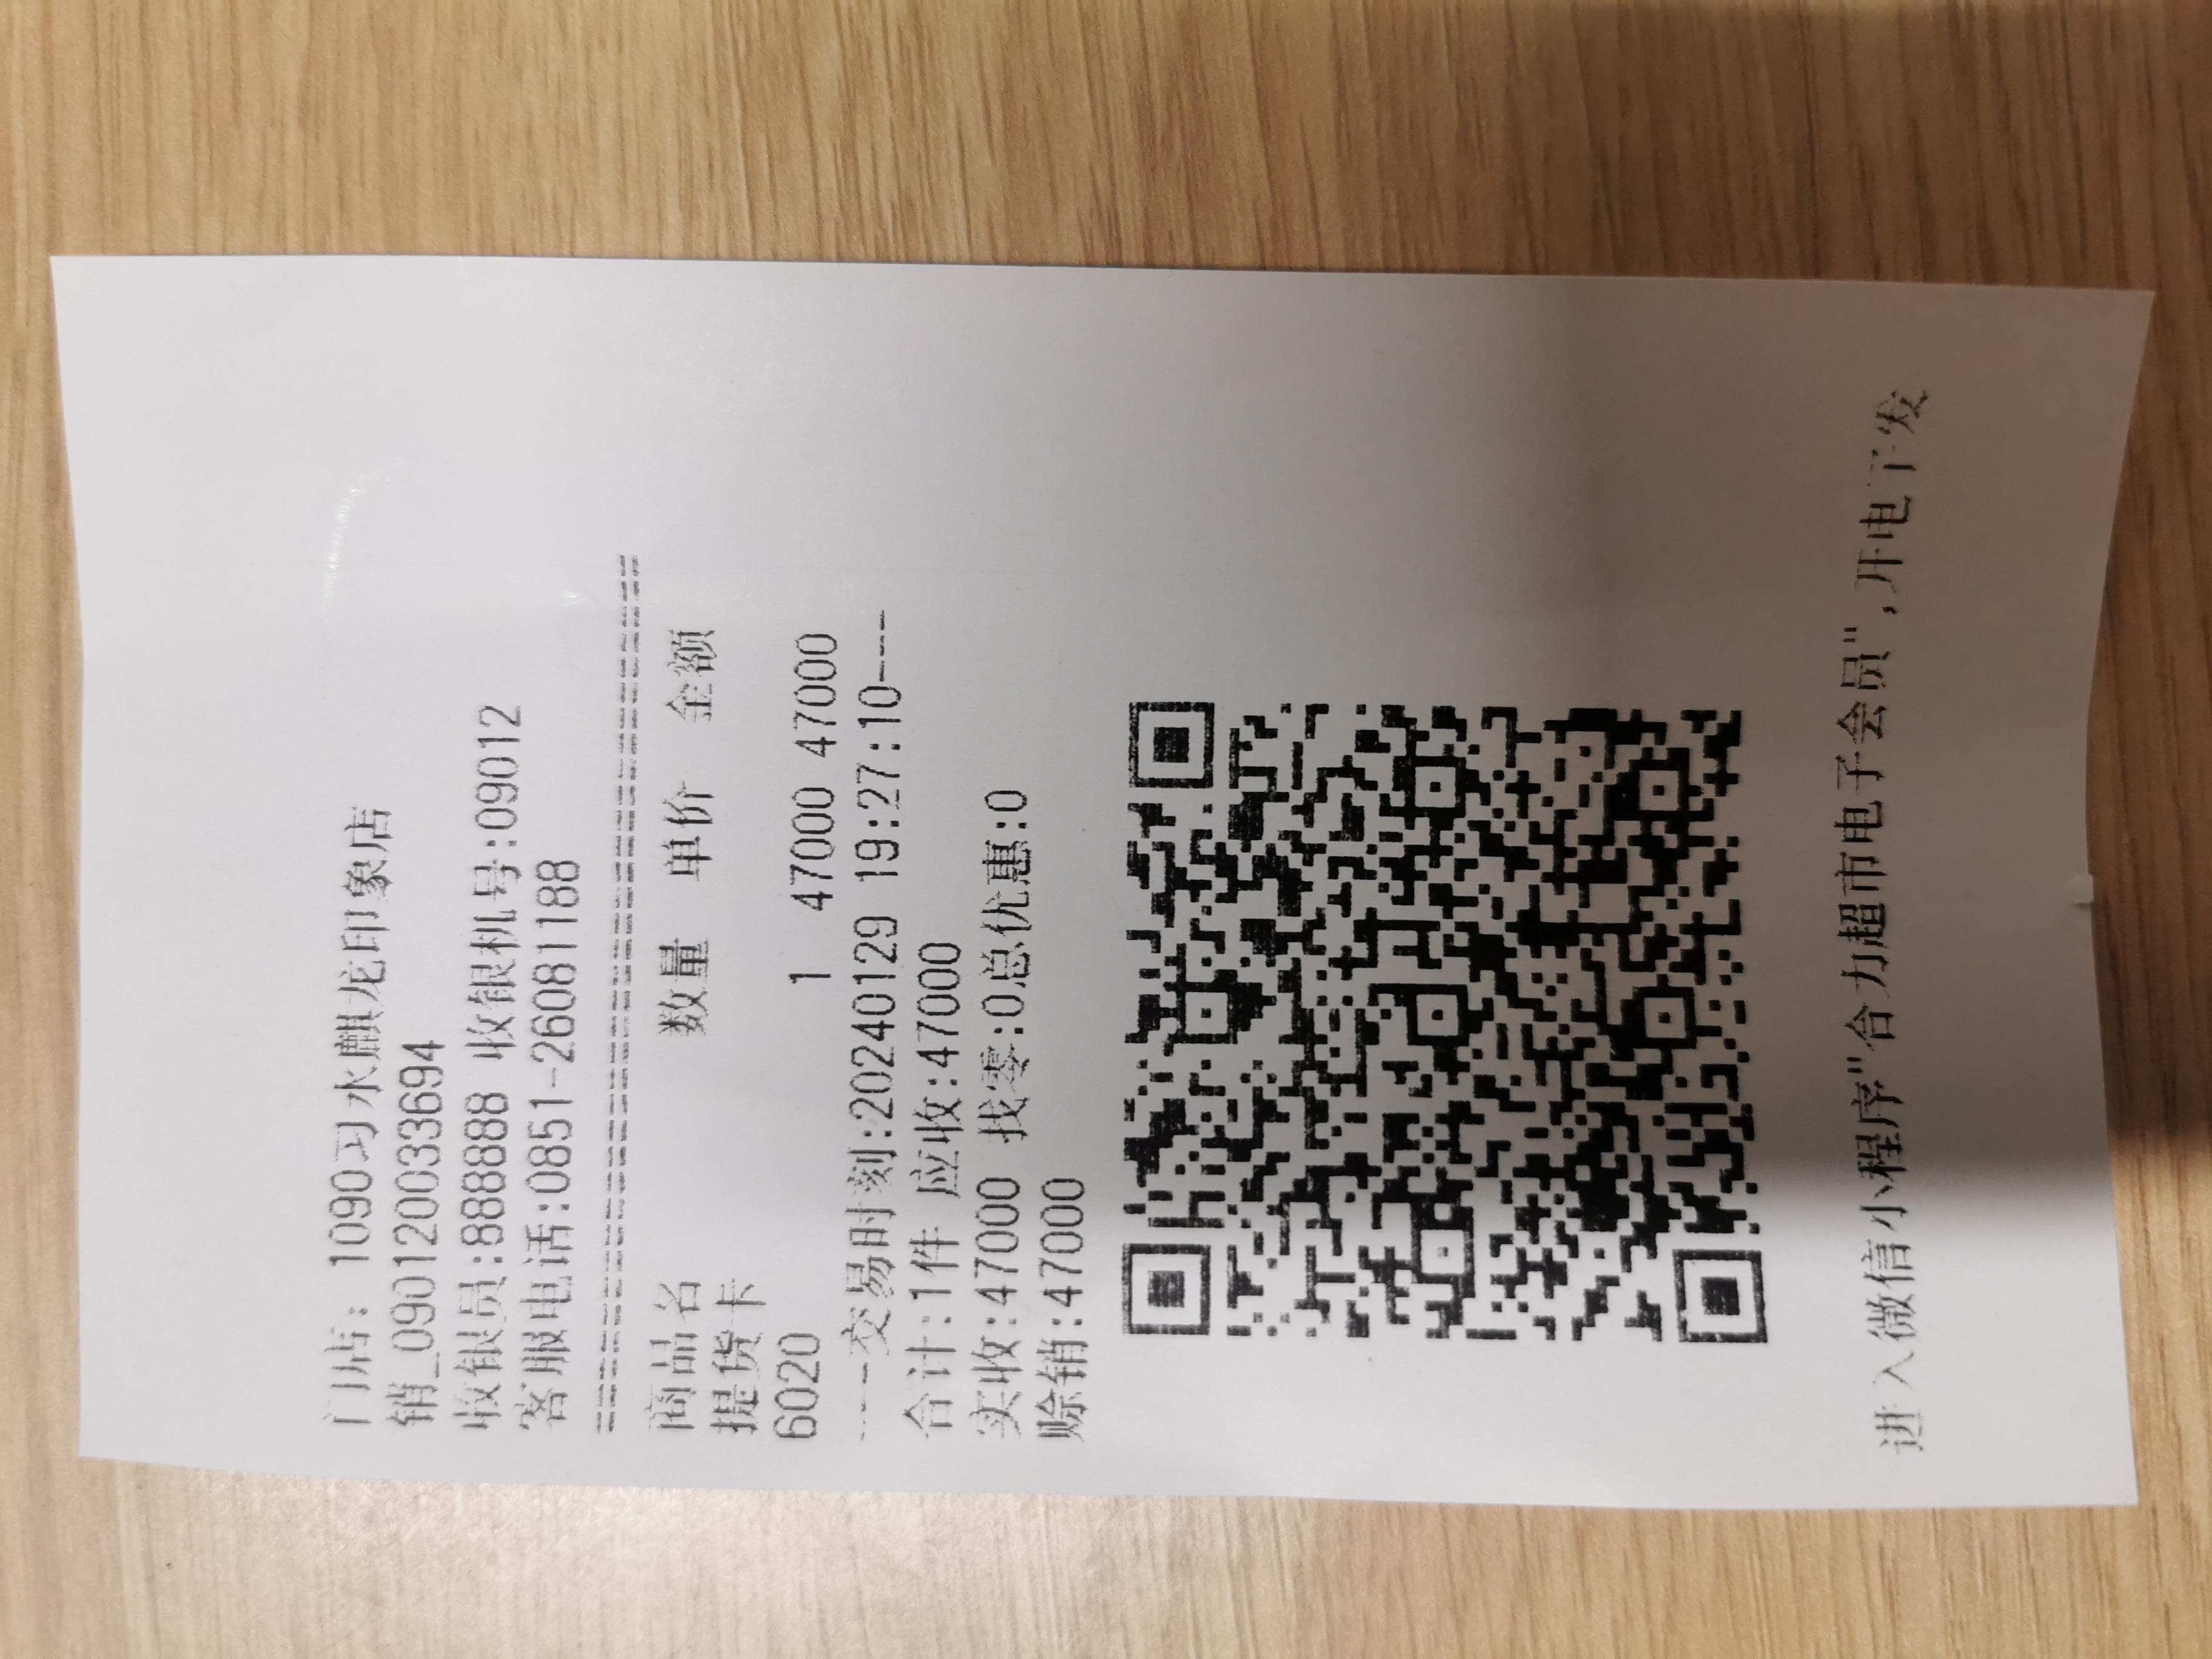 门店: 1090习水麒龙印象店
销_090120033694
收银员:888888 收银机号:09012
客服电话:0851-26081188
================================
商品名 数量 单价 金额
提货卡
6020 1 47000 47000
----交易时刻:20240129 19:27:10----
合计:1件 应收:47000
实收:47000 找零:0总优惠:0
赊销:47000
进入微信小程序"合力超市电子会员",开电子发